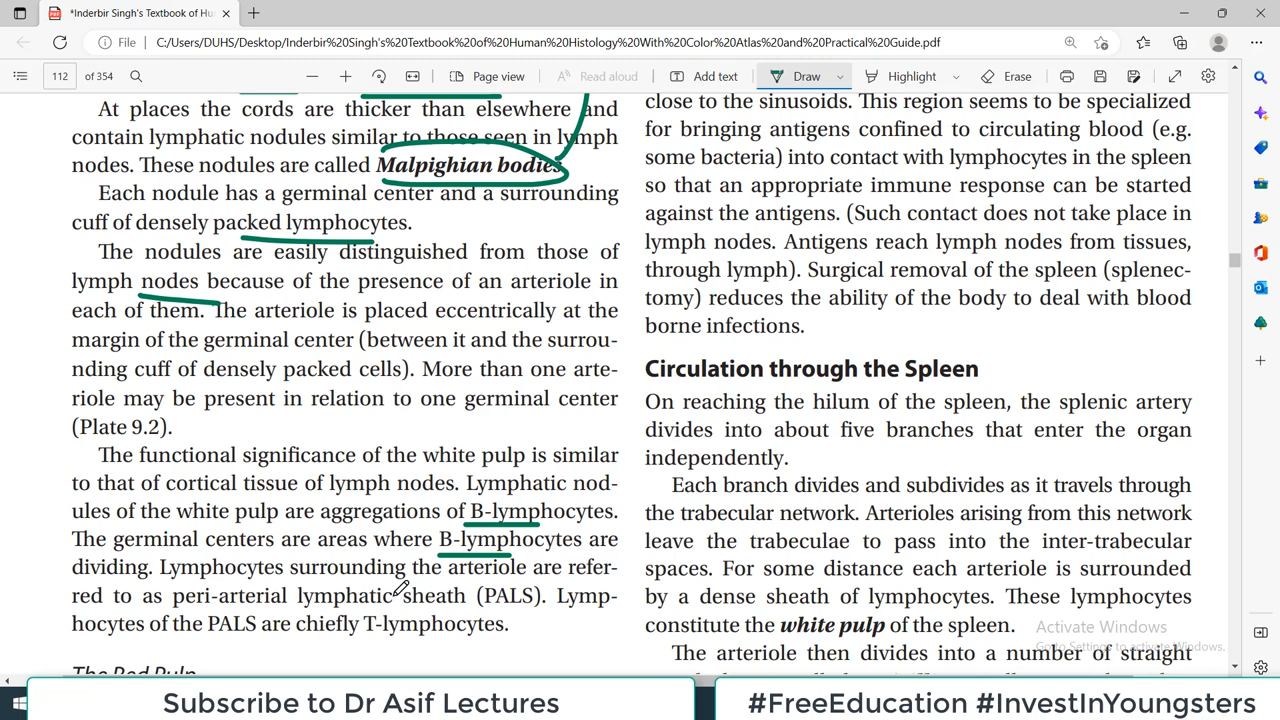 *Inderbir Singh's Textbook of Hu
File
C:/Users/DUHS/Desktop/Inderbir%20Singh's%20Textbook%20of%20Human%20Histology%20With%20Color%20Atlas%20and%20Practical%20Guide.pdf
112 of 354
Page view
Read aloud
Add text
Draw
Highlight
Erase
At places the cords are thicker than elsewhere and
contain lymphatic nodules similar to those seen in lymph
nodes. These nodules are called Malpighian bodies.
Each nodule has a germinal center and a surrounding
cuff of densely packed lymphocytes.
The nodules are easily distinguished from those of
lymph nodes because of the presence of an arteriole in
each of them. The arteriole is placed eccentrically at the
margin of the germinal center (between it and the surrou-
nding cuff of densely packed cells). More than one arte-
riole may be present in relation to one germinal center
(Plate 9.2).
The functional significance of the white pulp is similar
to that of cortical tissue of lymph nodes. Lymphatic nod-
ules of the white pulp are aggregations of B-lymphocytes.
The germinal centers are areas where B-lymphocytes are
dividing. Lymphocytes surrounding the arteriole are refer-
red to as peri-arterial lymphatic sheath (PALS). Lymp-
hocytes of the PALS are chiefly T-lymphocytes.
The Red Pulp
close to the sinusoids. This region seems to be specialized
for bringing antigens confined to circulating blood (e.g.
some bacteria) into contact with lymphocytes in the spleen
so that an appropriate immune response can be started
against the antigens. (Such contact does not take place in
lymph nodes. Antigens reach lymph nodes from tissues,
through lymph). Surgical removal of the spleen (splenec-
tomy) reduces the ability of the body to deal with blood
borne infections.
Circulation through the Spleen
On reaching the hilum of the spleen, the splenic artery
divides into about five branches that enter the organ
independently.
Each branch divides and subdivides as it travels through
the trabecular network. Arterioles arising from this network
leave the trabeculae to pass into the inter-trabecular
spaces. For some distance each arteriole is surrounded
by a dense sheath of lymphocytes. These lymphocytes
constitute the white pulp of the spleen.
The arteriole then divides into a number of straight
Activate Windows
Go to Settings to activate Windows.
Subscribe to Dr Asif Lectures
#FreeEducation #InvestInYoungsters